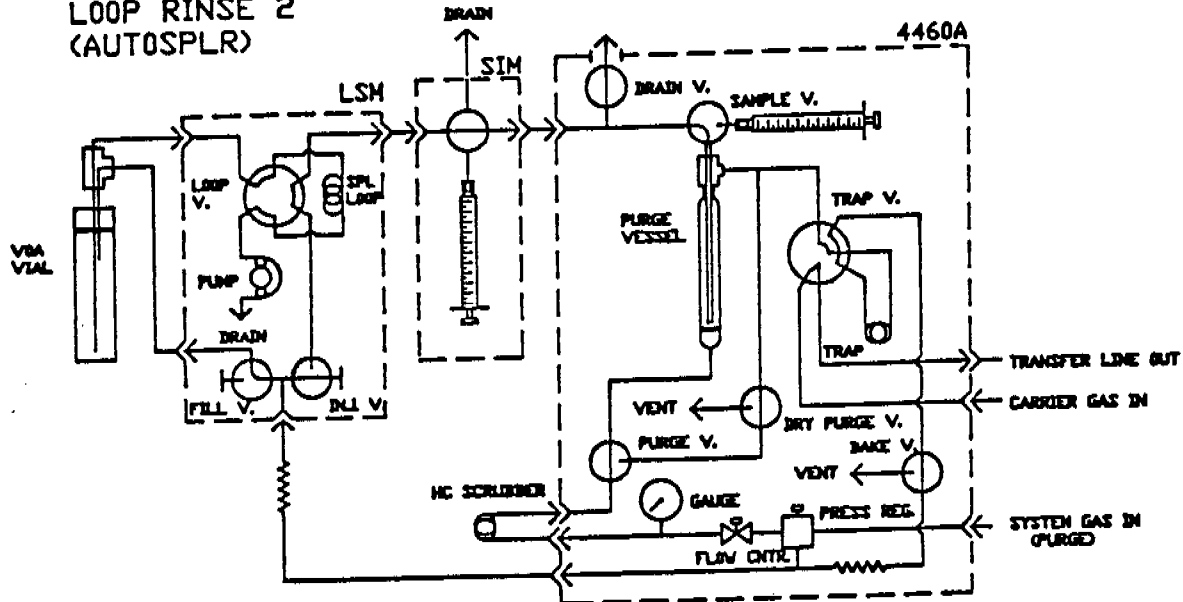 LOOP RINSE 2
(AUTOSPLR)
DRAIN
4460A
SIM
LSM
DRAIN V.
SAMPLE V.
LOOP
V.
SPL
LOOP
TRAP V.
PURGE
VESSEL
VOA
VIAL
PUMP
DRAIN
TRAP
TRANSFER LINE OUT
FILL V.
INJ V.
VENT
CARRIER GAS IN
DRY PURGE V.
PURGE V.
BAKE V.
VENT
HC SCRUBBER
GAUGE
PRESS REG.
SYSTEM GAS IN
(PURGE)
FLOW CNTR.